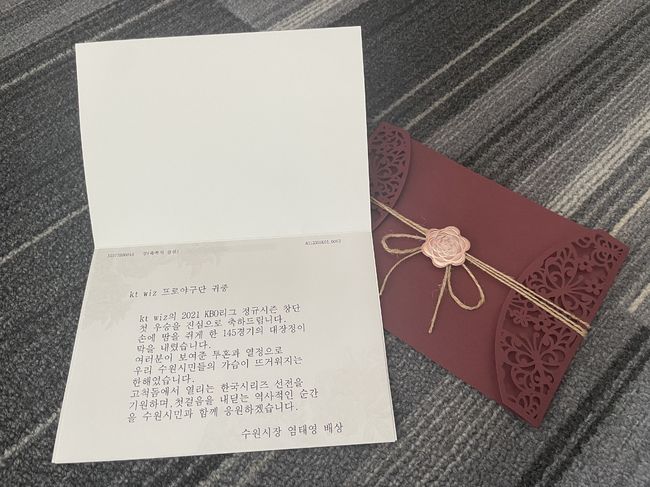 kt wiz 프로야구단 귀중
kt wiz의 2021 KBO리그 정규시즌 창단
첫 우승을 진심으로 축하드립니다.
손에 땀을 쥐게 한 145경기의 대장정이
막을 내렸습니다.
여러분이 보여준 투혼과 열정으로
우리 수원시민들의 가슴이 뜨거워지는
한해였습니다.
고척돔에서 열리는 한국시리즈 선전을
기원하며,첫걸음을 내딛는 역사적인 순간
을 수원시민과 함께 응원하겠습니다.
수원시장 염태영 배상